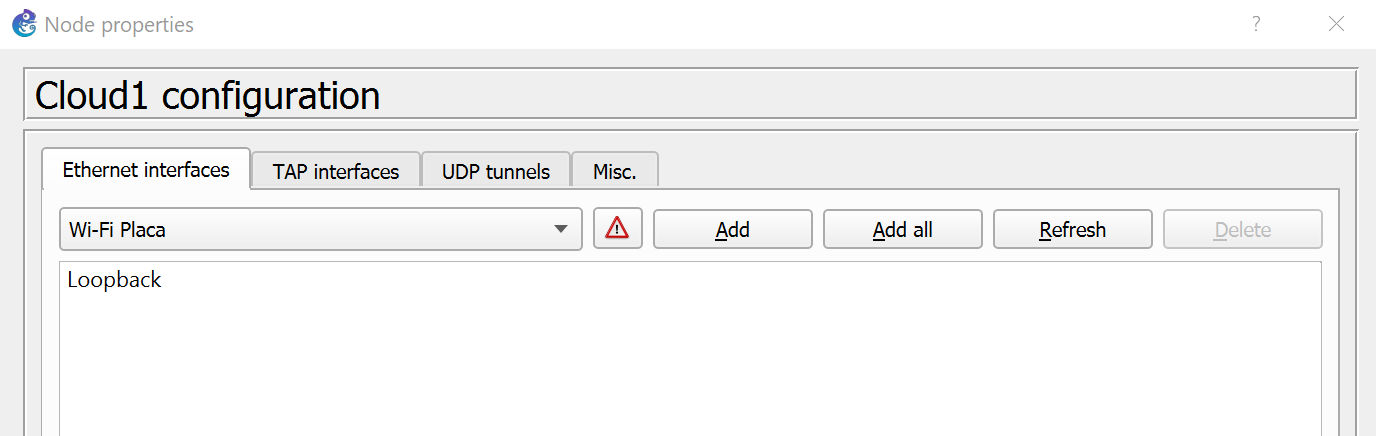 Node properties
Cloud1 configuration
Ethernet interfaces TAP interfaces UDP tunnels Misc.
Wi-Fi Placa Add Add all Refresh Delete
Loopback